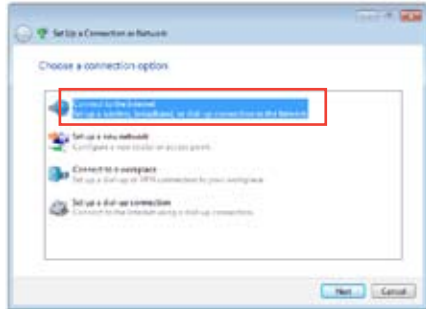 Set Up a Connection or Network
Choose a connection option
Connect to the Internet
Set up a wireless, broadband, or dial-up connection to the Internet.
Set up a new network
Configure a new router or access point.
Connect to a workplace
Set up a dial-up or VPN connection to your workplace.
Set up a dial-up connection
Connect to the Internet using a dial-up connection.
Next
Cancel